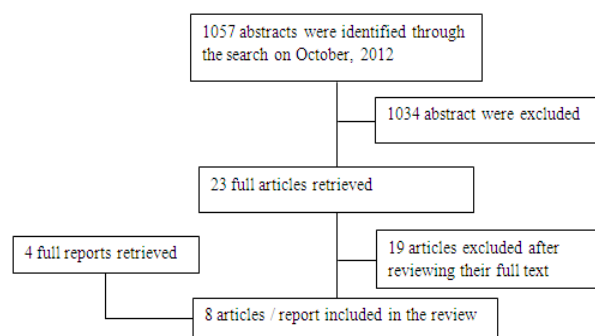 1057 abstracts were identified through
the search on October, 2012
1034 abstract were excluded
23 full articles retrieved
4 full reports retrieved
19 articles excluded after
reviewing their full text
8 articles / report included in the review